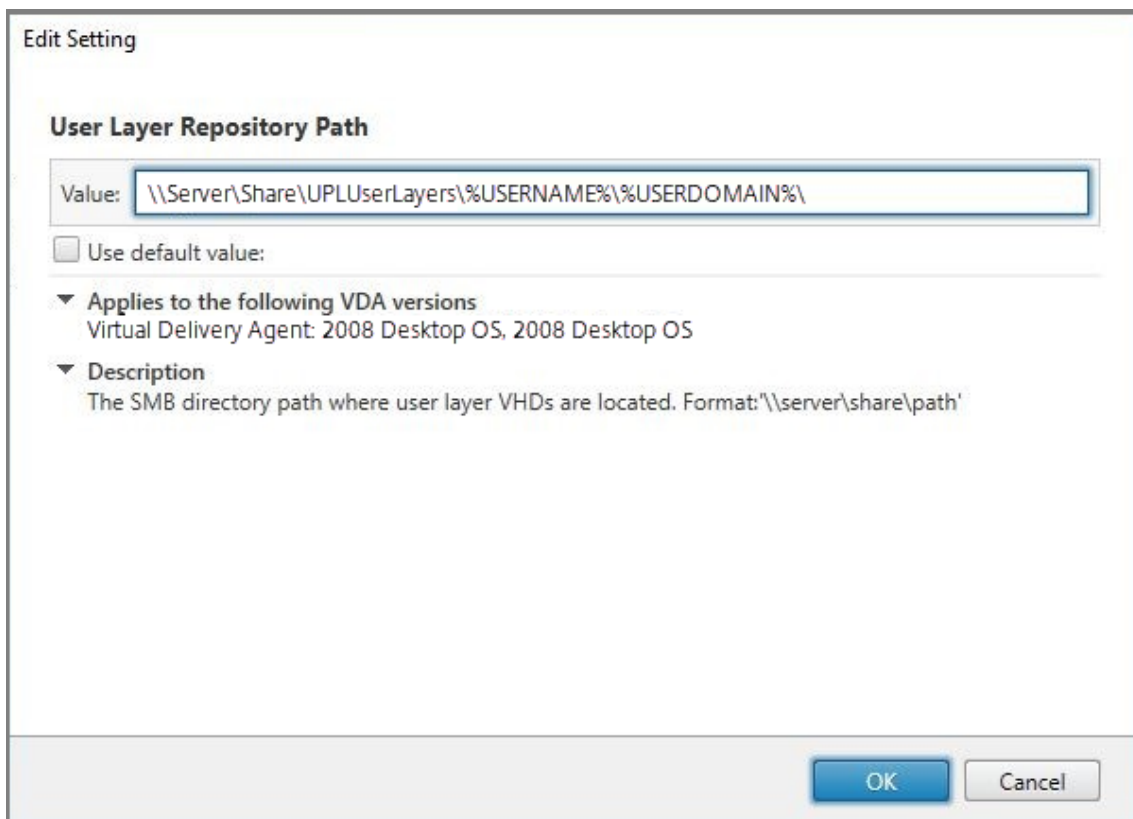 Edit Setting
User Layer Repository Path
Value: \\Server\Share\UPLUserLayers\%USERNAME%\%USERDOMAIN%\
Use default value:
Applies to the following VDA versions
Virtual Delivery Agent: 2008 Desktop OS, 2008 Desktop OS
Description
The SMB directory path where user layer VHDs are located. Format:'\\server\share\path'
OK Cancel